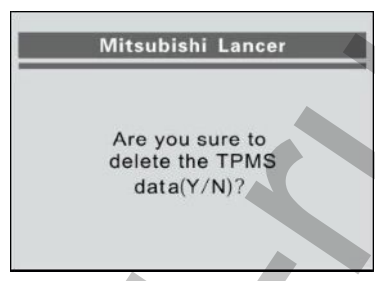 Mitsubishi Lancer
Are you sure to
delete the TPMS
data(Y/N)?